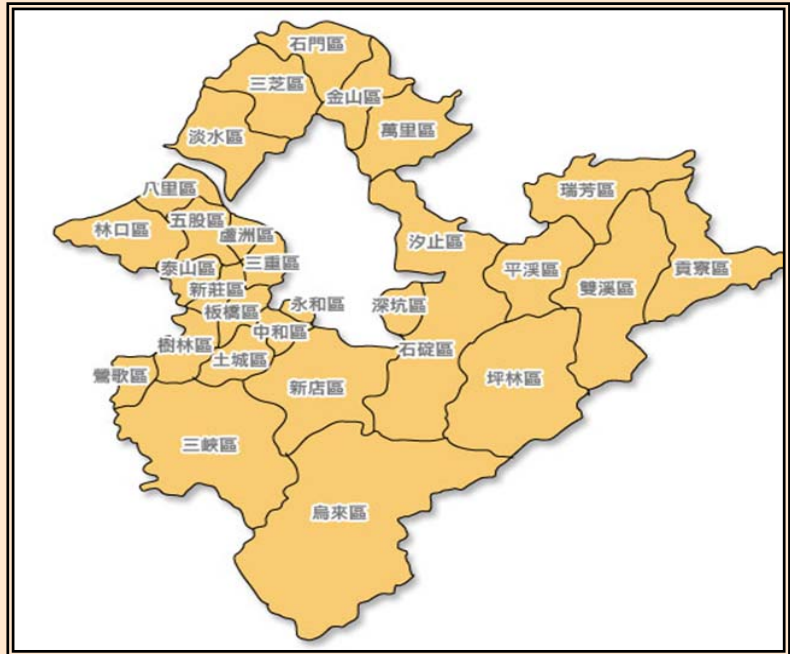 石門區
三芝區
金山區
萬里區
淡水區
八里區
瑞芳區
五股區
林口區
蘆洲區
汐止區
三重區
泰山區
平溪區
貢寮區
新莊區
雙溪區
永和區
深坑區
板橋區
中和區
樹林區
石碇區
土城區
鶯歌區
坪林區
新店區
三峽區
烏來區